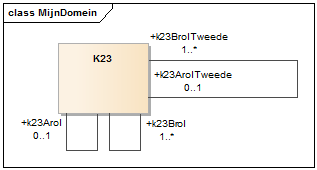 class MijnDomein
+k23BrolTweede
1..*
K23
+k23ArolTweede
0..1
+k23Arol
0..1
+k23Brol
1..*